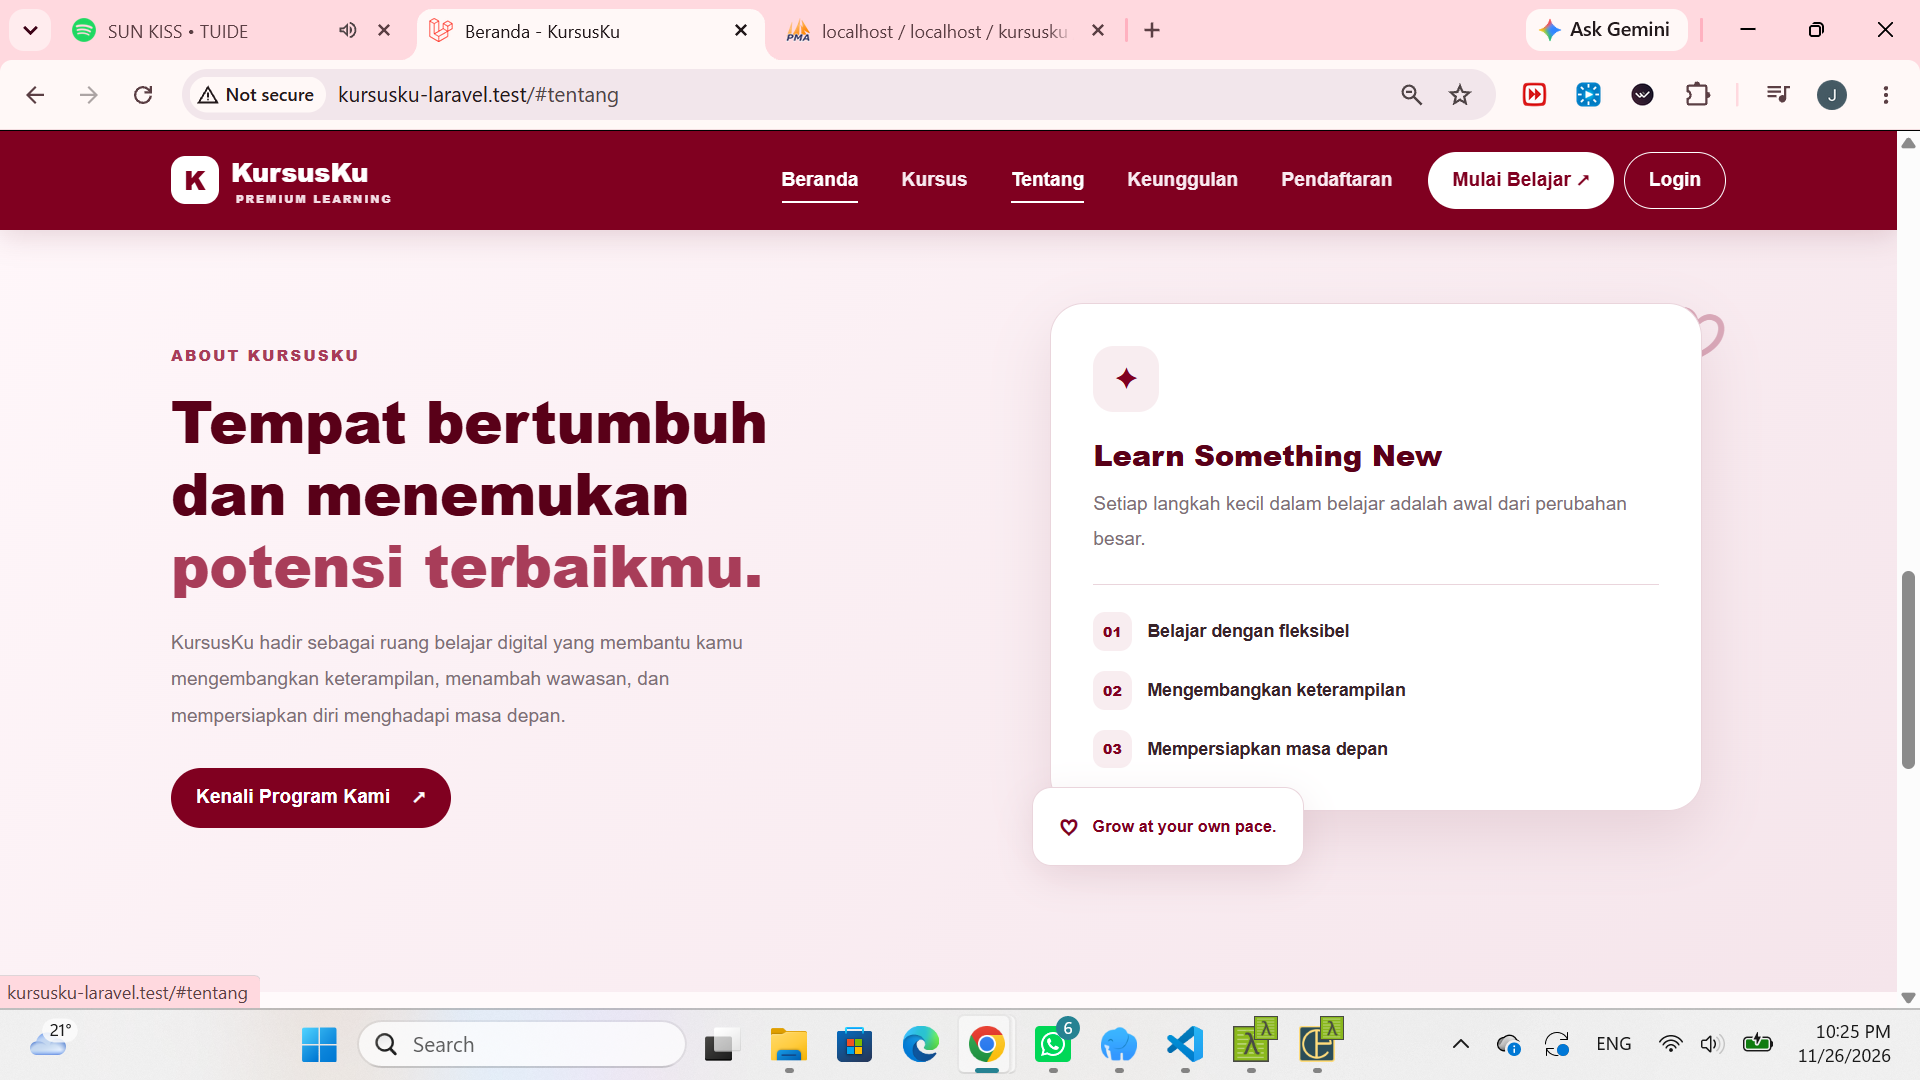 SUN KISS • TUIDE
Beranda - KursusKu
localhost / localhost / kursusku
Ask Gemini
Not secure
kursusku-laravel.test/#tentang
J
K
KursusKu
PREMIUM LEARNING
Beranda
Kursus
Tentang
Keunggulan
Pendaftaran
Mulai Belajar ↗
Login
ABOUT KURSUSKU
Tempat bertumbuh
dan menemukan
potensi terbaikmu.
KursusKu hadir sebagai ruang belajar digital yang membantu kamu
mengembangkan keterampilan, menambah wawasan, dan
mempersiapkan diri menghadapi masa depan.
Kenali Program Kami ↗
Learn Something New
Setiap langkah kecil dalam belajar adalah awal dari perubahan
besar.
01 Belajar dengan fleksibel
02 Mengembangkan keterampilan
03 Mempersiapkan masa depan
Grow at your own pace.
kursusku-laravel.test/#tentang
21°
Search
6
ENG
10:25 PM
11/26/2026